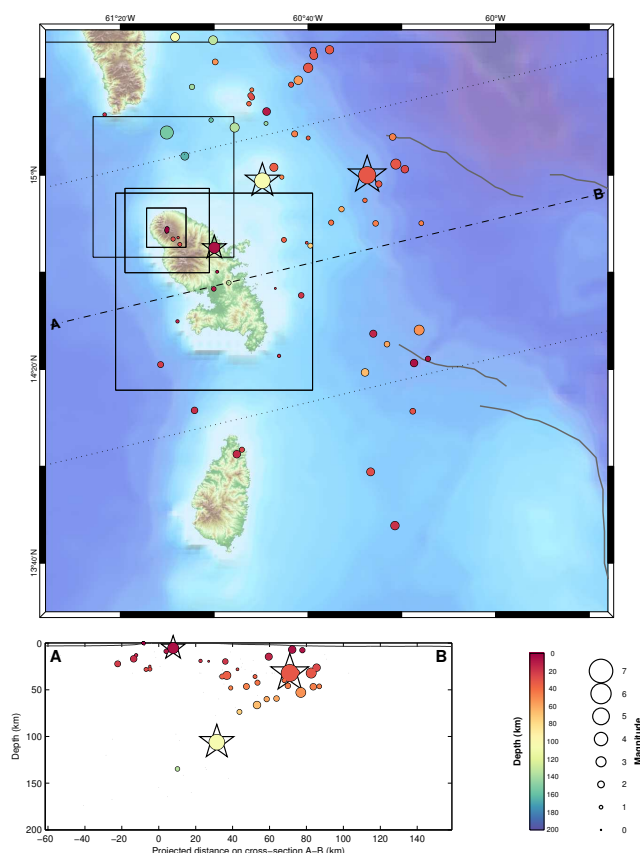 61°20'W 60°40'W 60°W
15°N
14°20'N
13°40'N
A
B
A B
Depth (km)
0
50
100
150
200
-60 -40 -20 0 20 40 60 80 100 120 140
Projected distance on cross-section A-B (km)
Depth (km)
0
20
40
60
80
100
120
140
160
180
200
7
6
5
4
3
2
1
0
Magnitude